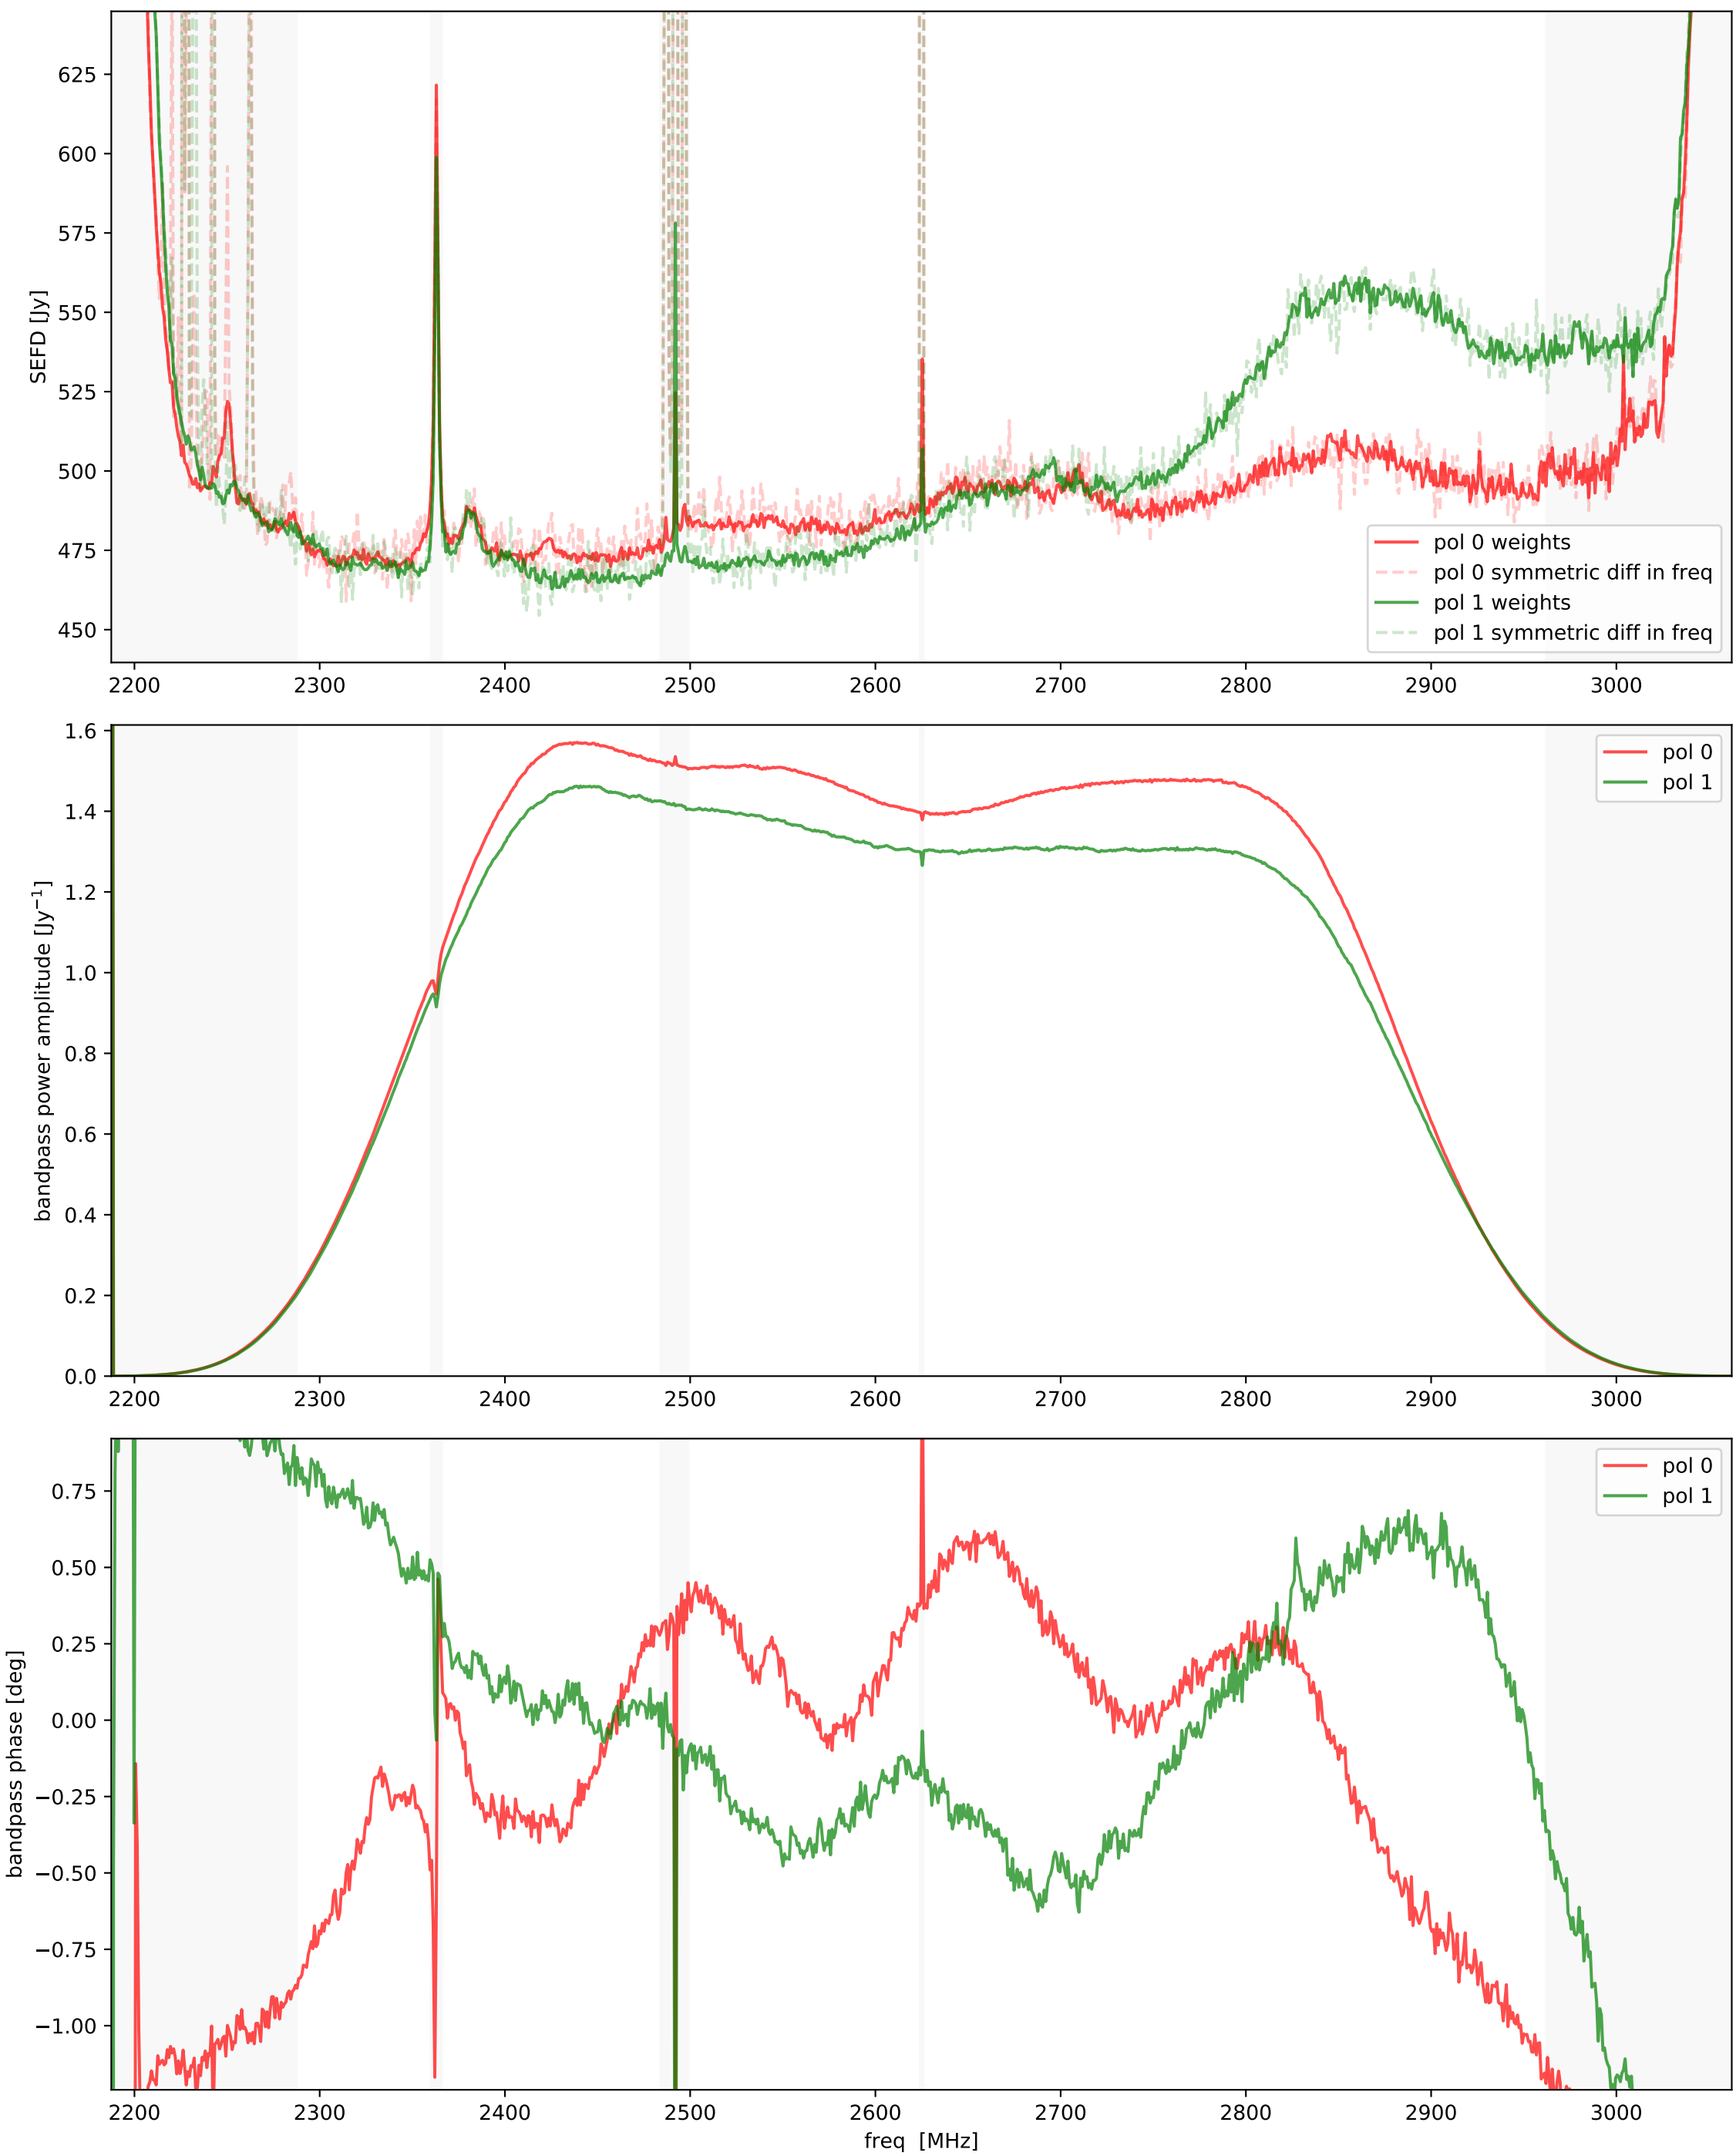 625
600
575
550
525
500
475
450
SEFD [Jy]
pol 0 weights
pol 0 symmetric diff in freq
pol 1 weights
pol 1 symmetric diff in freq
2200 2300 2400 2500 2600 2700 2800 2900 3000
1.6
1.4
1.2
1.0
0.8
0.6
0.4
0.2
0.0
bandpass power amplitude [Jy⁻¹]
pol 0
pol 1
2200 2300 2400 2500 2600 2700 2800 2900 3000
0.75
0.50
0.25
0.00
−0.25
−0.50
−0.75
−1.00
bandpass phase [deg]
pol 0
pol 1
2200 2300 2400 2500 2600 2700 2800 2900 3000
freq [MHz]